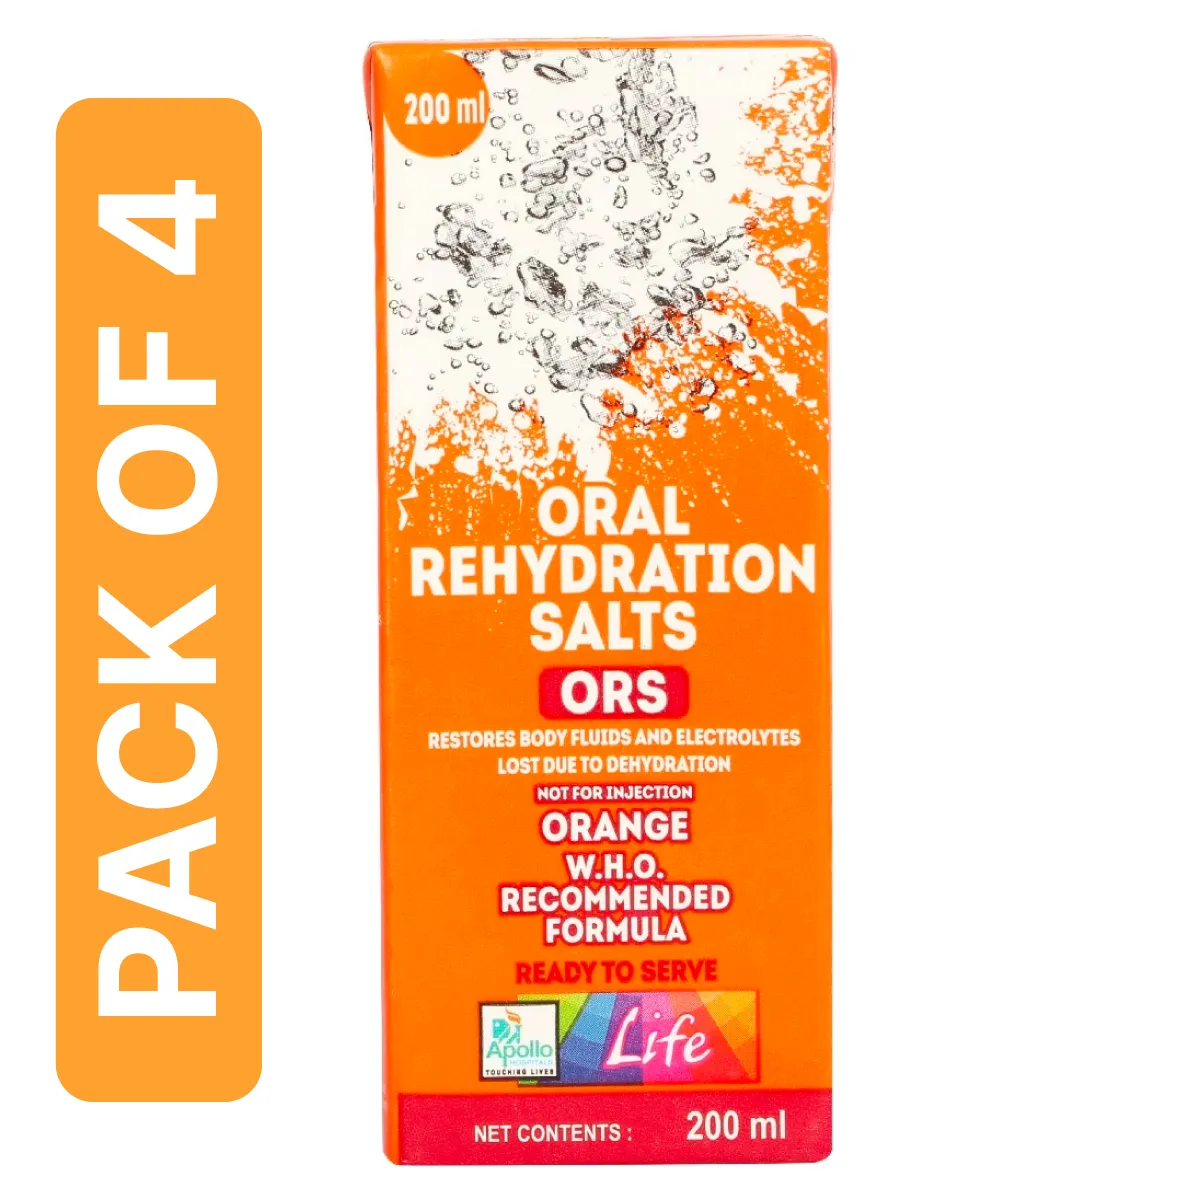 PACK OF 4
200 ml
ORAL
REHYDRATION
SALTS
ORS
RESTORES BODY FLUIDS AND ELECTROLYTES
LOST DUE TO DEHYDRATION
NOT FOR INJECTION
ORANGE
W.H.O.
RECOMMENDED
FORMULA
READY TO SERVE
Apollo
HOSPITALS
TOUCHING LIVES
Life
NET CONTENTS : 200 ml